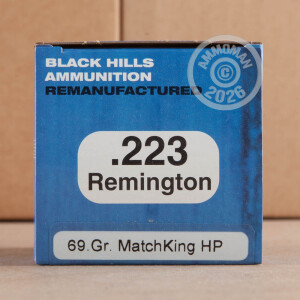 BLACK HILLS
AMMUNITION
REMANUFACTURED
AMMOMAN
©
2026
.223
Remington
69.Gr. MatchKing HP